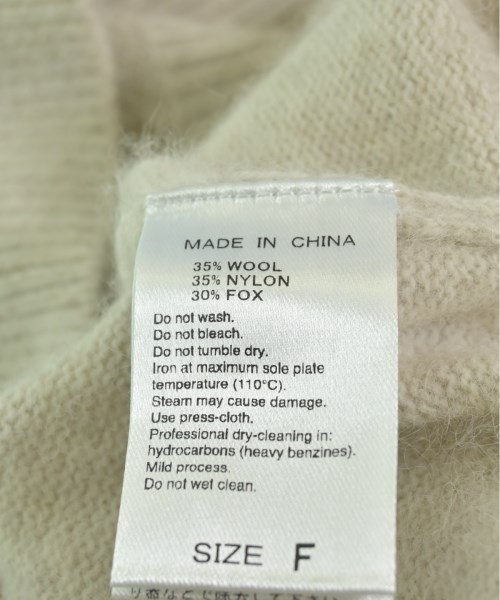 MADE IN CHINA
35% WOOL
35% NYLON
30% FOX
Do not wash.
Do not bleach.
Do not tumble dry.
Iron at maximum sole plate
temperature (110°C).
Steam may cause damage.
Use press-cloth.
Professional dry-cleaning in:
hydrocarbons (heavy benzines).
Mild process.
Do not wet clean.
SIZE F